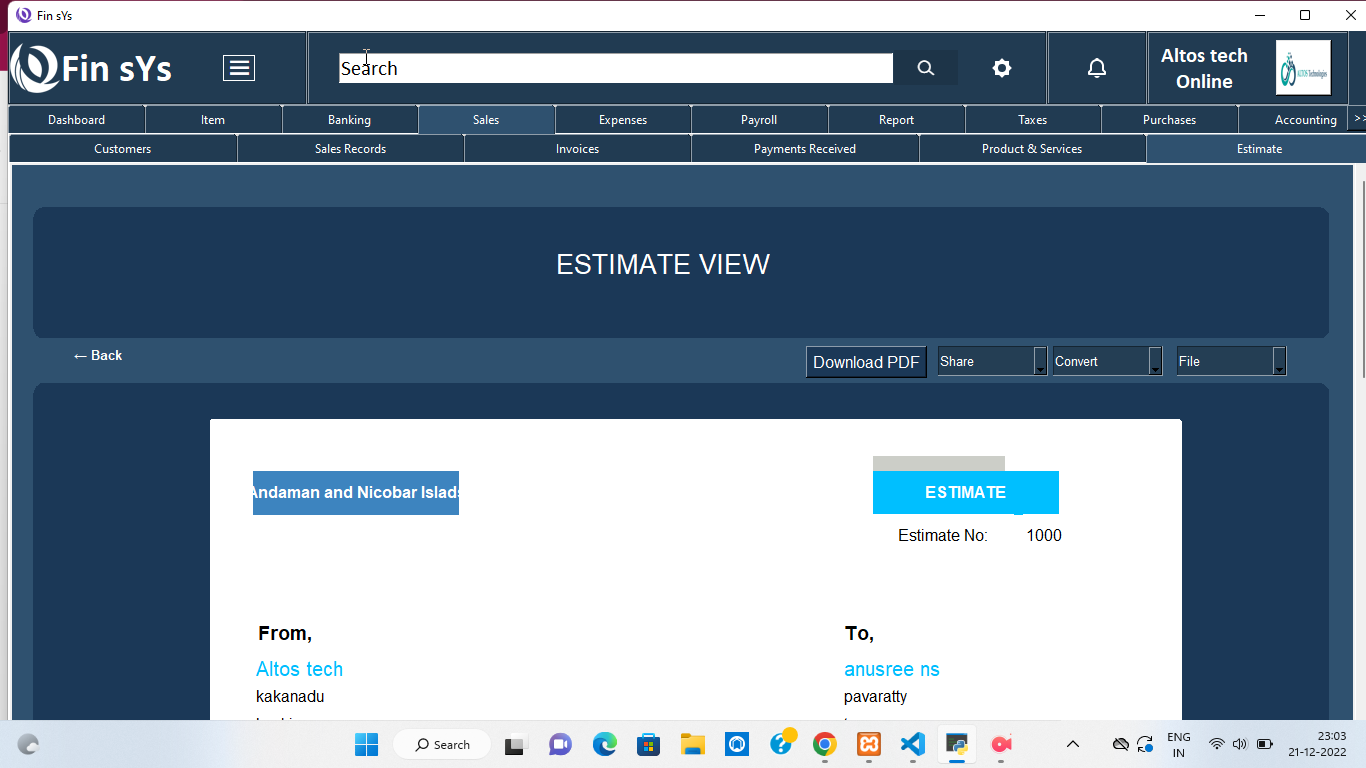 Fin sYs
Fin sYs
Search
Altos tech
Online
ALTOS Technologies
Dashboard Item Banking Sales Expenses Payroll Report Taxes Purchases Accounting >>
Customers Sales Records Invoices Payments Received Product & Services Estimate
ESTIMATE VIEW
← Back
Download PDF Share Convert File
Andaman and Nicobar Islads
ESTIMATE
Estimate No: 1000
From, To,
Altos tech anusree ns
kakanadu pavaratty
Search
ENG
IN
23:03
21-12-2022